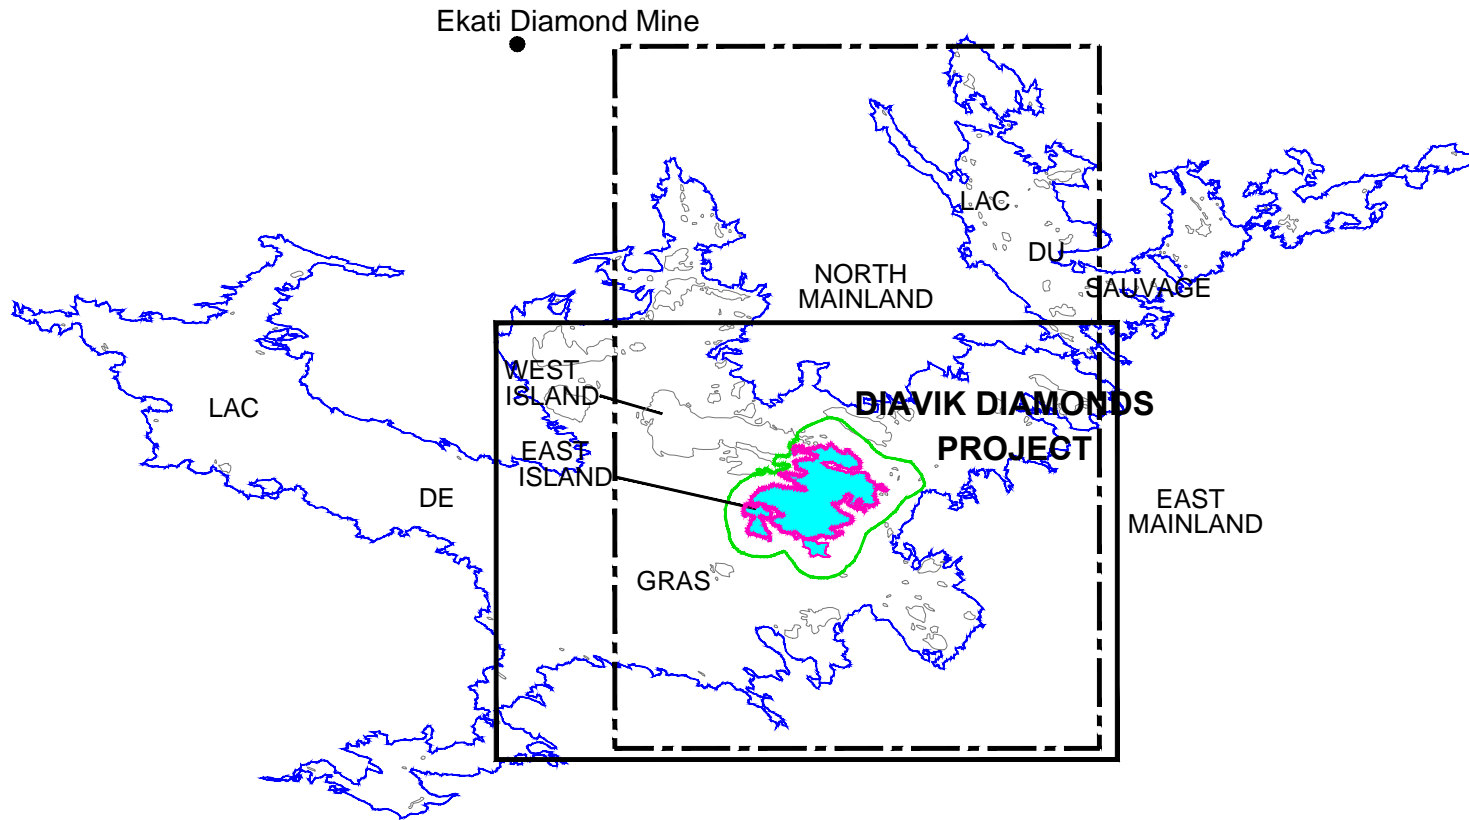 Ekati Diamond Mine
LAC
DU
SAUVAGE
NORTH
MAINLAND
WEST
ISLAND
DIAVIK DIAMONDS
PROJECT
LAC
EAST
ISLAND
DE
EAST
MAINLAND
GRAS